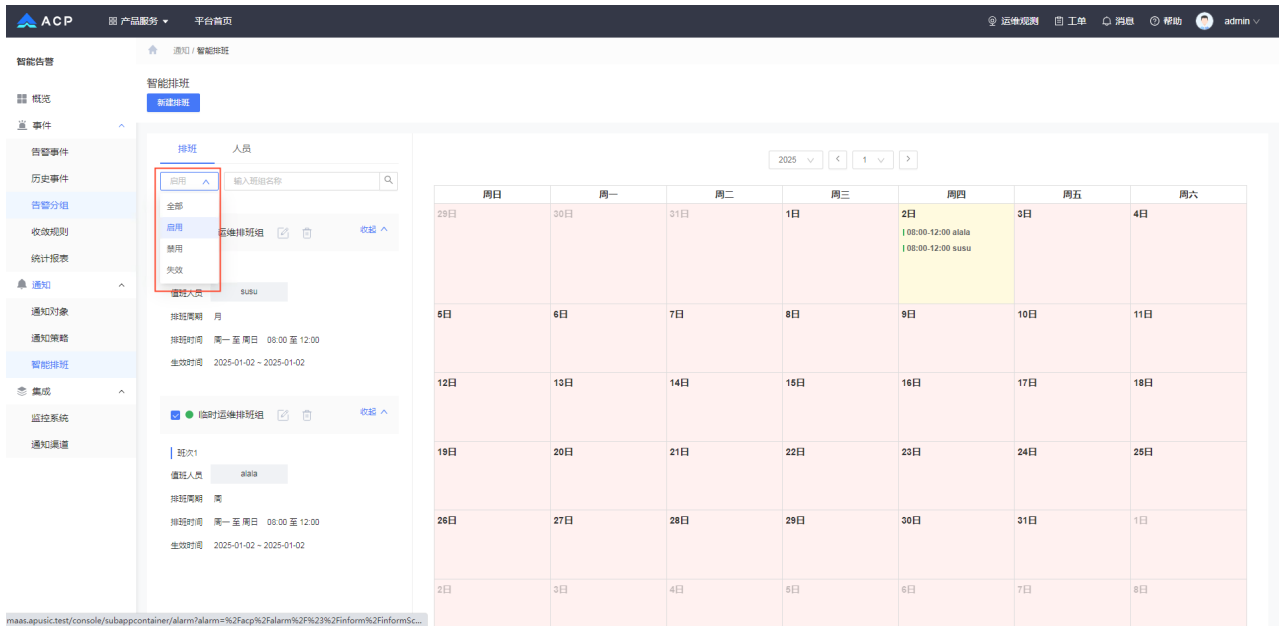 ACP
产品服务
平台首页
运维观测
工单
消息
帮助
admin
智能告警
概览
事件
告警事件
历史事件
告警分组
收敛规则
统计报表
通知
通知对象
通知策略
智能排班
集成
监控系统
通知渠道
通知 / 智能排班
智能排班
新建排班
排班
人员
启用
输入班组名称
全部
启用
禁用
失效
运维排班组
收起
值班人员
susu
排班周期 月
排班时间 周一 至 周日 08:00 至 12:00
生效时间 2025-01-02 ~ 2025-01-02
临时运维排班组
收起
班次1
值班人员
alala
排班周期 周
排班时间 周一 至 周日 08:00 至 12:00
生效时间 2025-01-02 ~ 2025-01-02
2025
<
1
>
周日 周一 周二 周三 周四 周五 周六
29日 30日 31日 1日 2日 3日 4日
| 08:00-12:00 alala
| 08:00-12:00 susu
5日 6日 7日 8日 9日 10日 11日
12日 13日 14日 15日 16日 17日 18日
19日 20日 21日 22日 23日 24日 25日
26日 27日 28日 29日 30日 31日 1日
2日 3日 4日 5日 6日 7日 8日
maas.apusic.test/console/subappcontainer/alarm?alarm=%2Facp%2Falarm%2F%23%2Finform%2FinformSc...